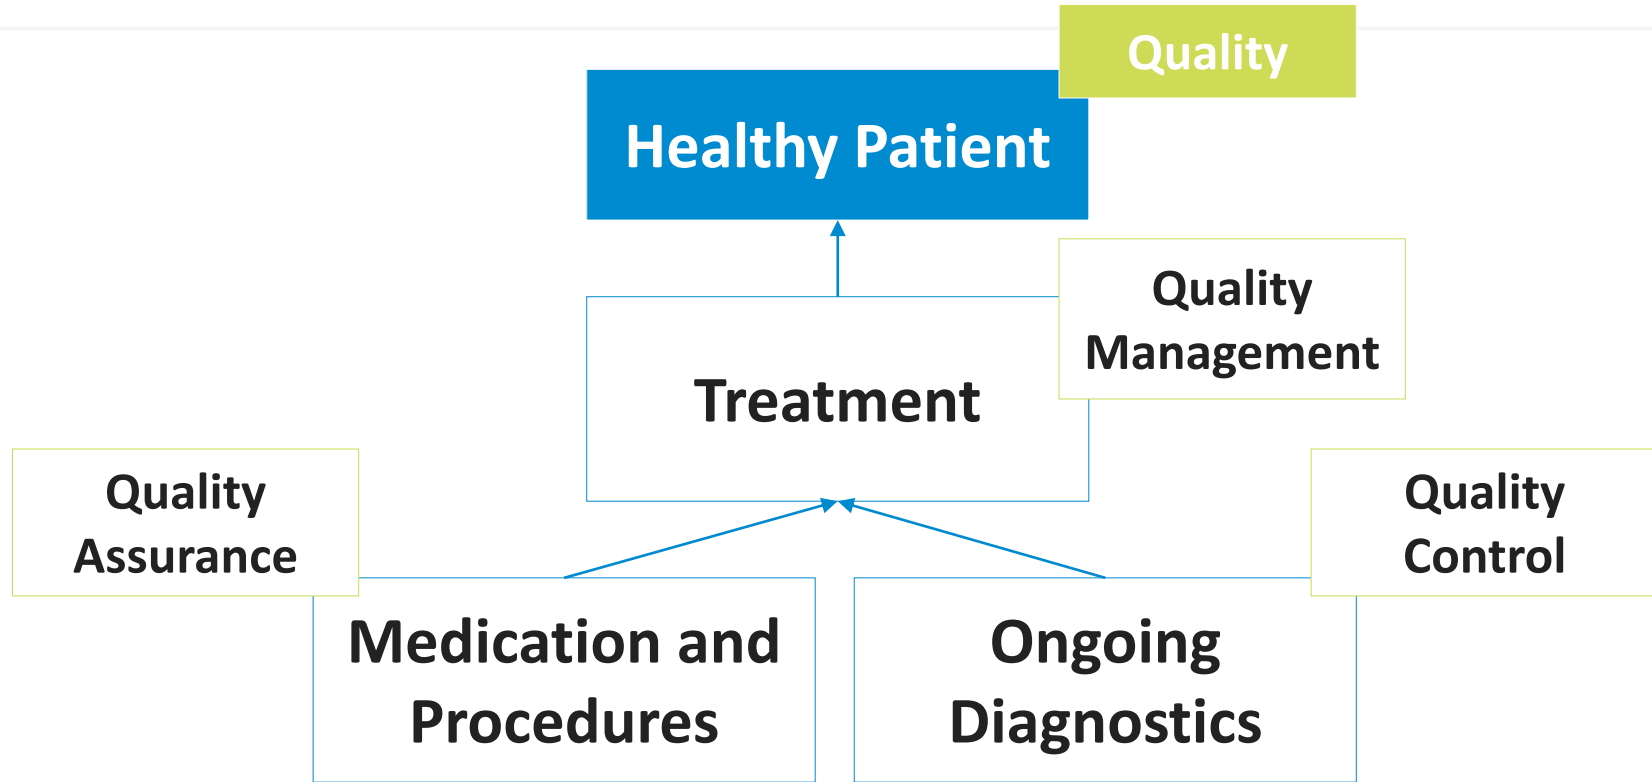 Quality
Healthy Patient
Quality
Management
Treatment
Quality
Assurance
Quality
Control
Medication and
Procedures
Ongoing
Diagnostics